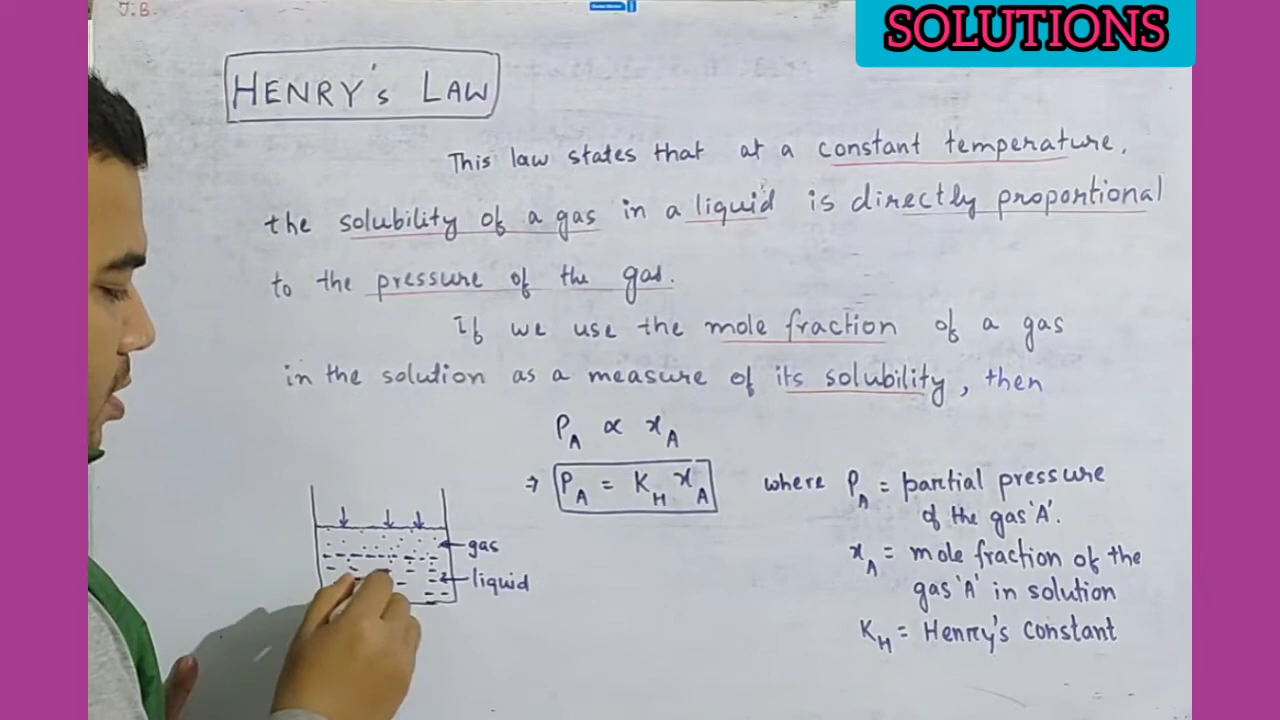 J.B.
SOLUTIONS
HENRY's LAW
This law states that at a constant temperature,
the solubility of a gas in a liquid is directly proportional
to the pressure of the gas.
If we use the mole fraction of a gas
in the solution as a measure of its solubility, then
P_A ∝ x_A
⇒ P_A = K_H x_A
where P_A = partial pressure
of the gas 'A'.
x_A = mole fraction of the
gas 'A' in solution
K_H = Henry's constant
gas
liquid